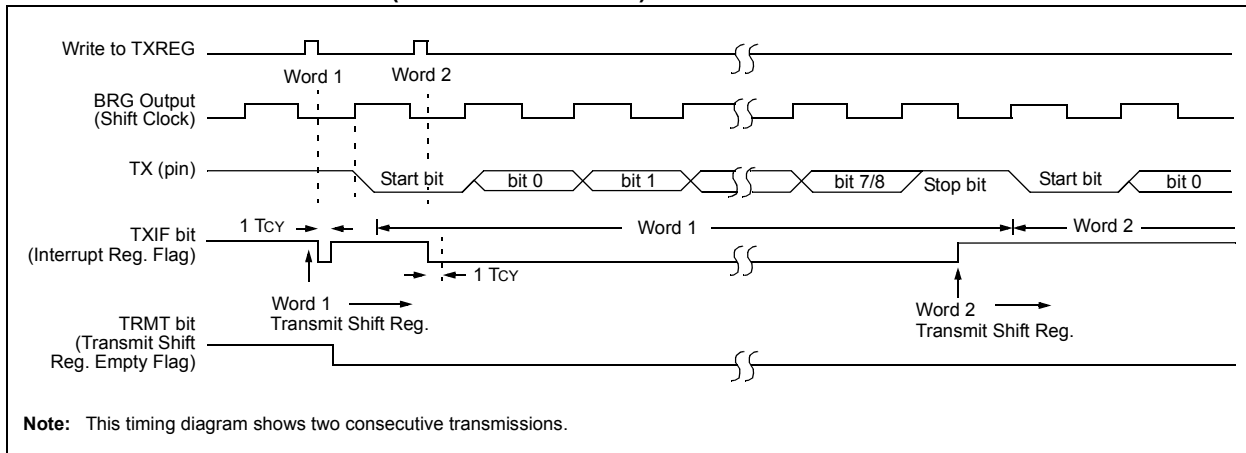 Write to TXREG
Word 1
Word 2
BRG Output
(Shift Clock)
TX (pin)
Start bit
bit 0
bit 1
bit 7/8
Stop bit
Start bit
bit 0
1 TCY
TXIF bit
(Interrupt Reg. Flag)
Word 1
Word 2
1 TCY
Word 1
Transmit Shift Reg.
Word 2
Transmit Shift Reg.
TRMT bit
(Transmit Shift
Reg. Empty Flag)
Note: This timing diagram shows two consecutive transmissions.